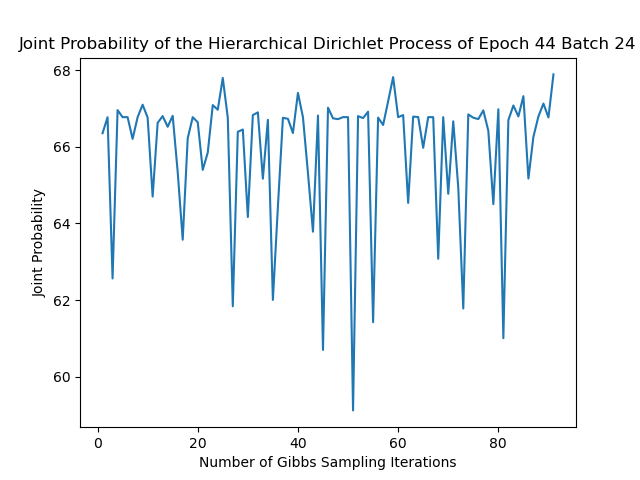 Joint Probability of the Hierarchical Dirichlet Process of Epoch 44 Batch 24
68
66
64
62
60
Joint Probability
0 20 40 60 80
Number of Gibbs Sampling Iterations